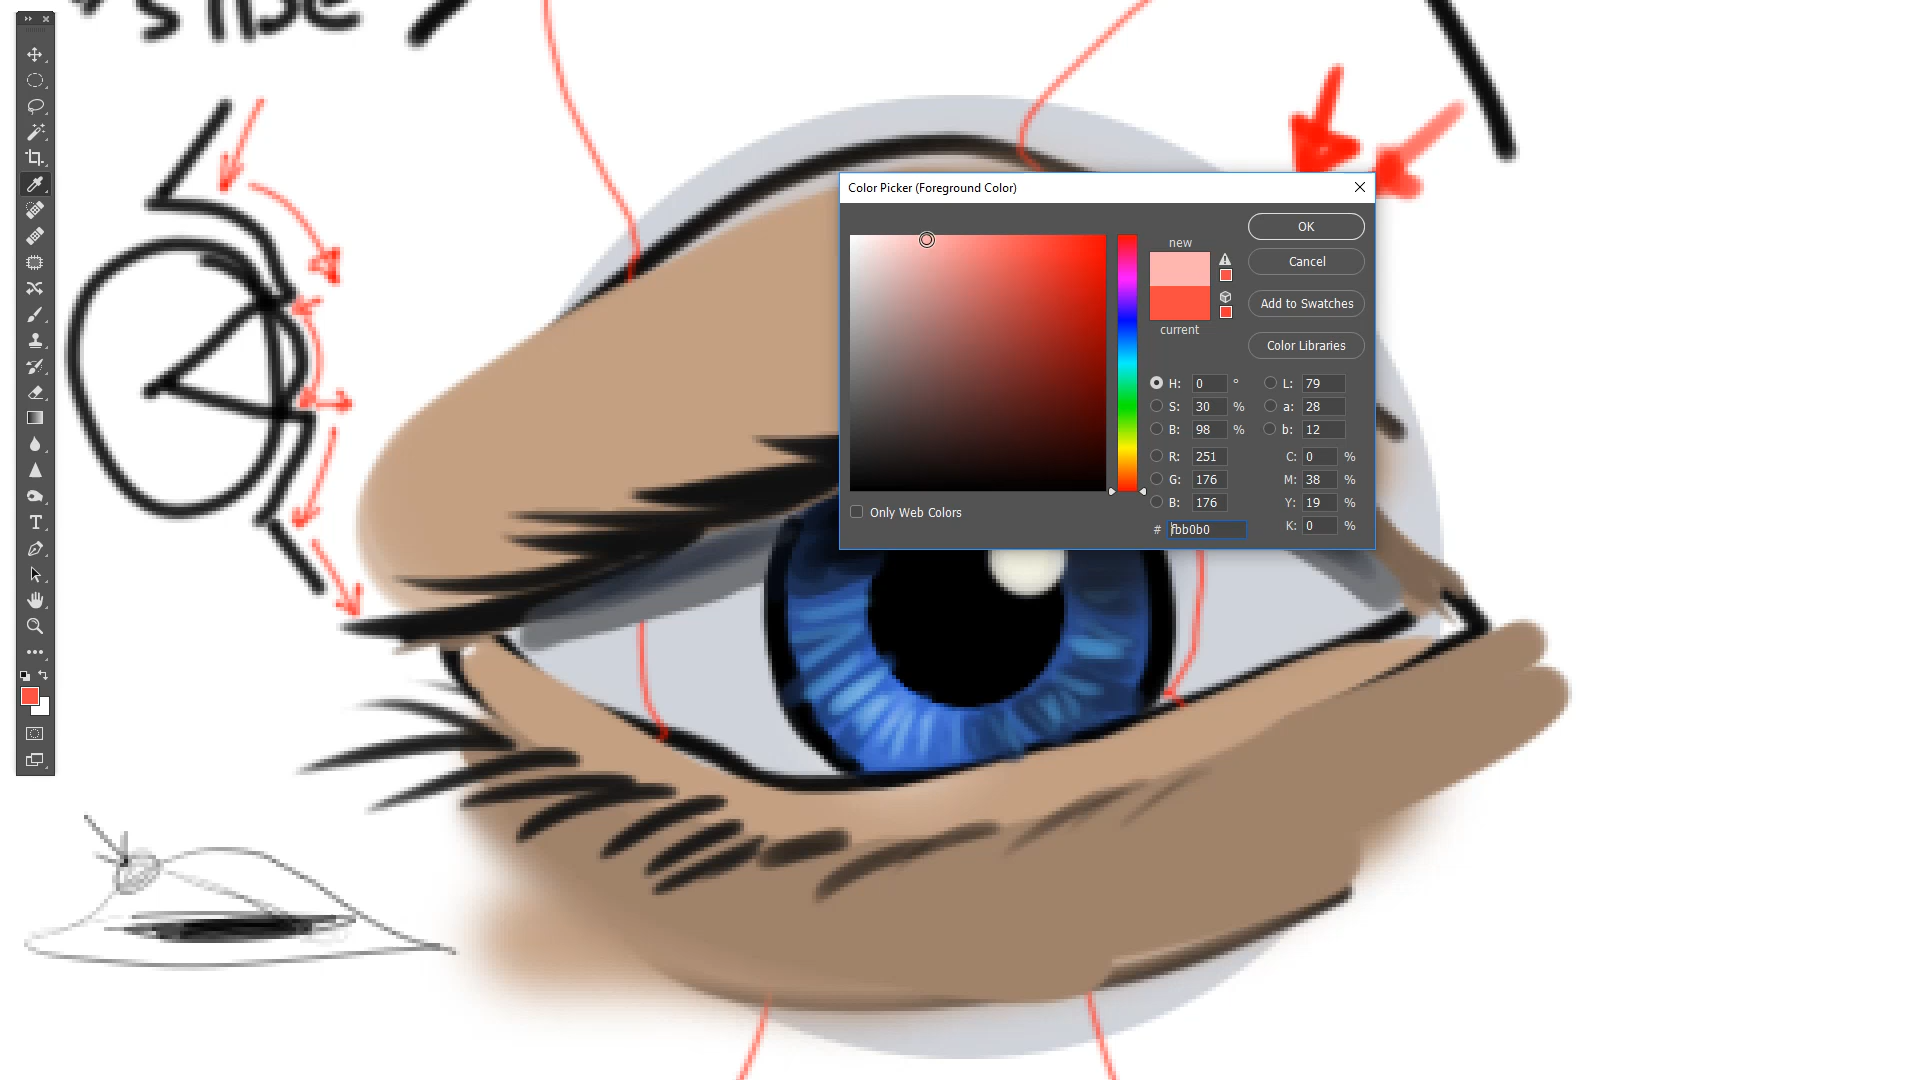 SIDE
Color Picker (Foreground Color)
new
current
OK
Cancel
Add to Swatches
Color Libraries
H: 0 °
S: 30 %
B: 98 %
R: 251
G: 176
B: 176
# fbb0b0
L: 79
a: 28
b: 12
C: 0 %
M: 38 %
Y: 19 %
K: 0 %
Only Web Colors
T